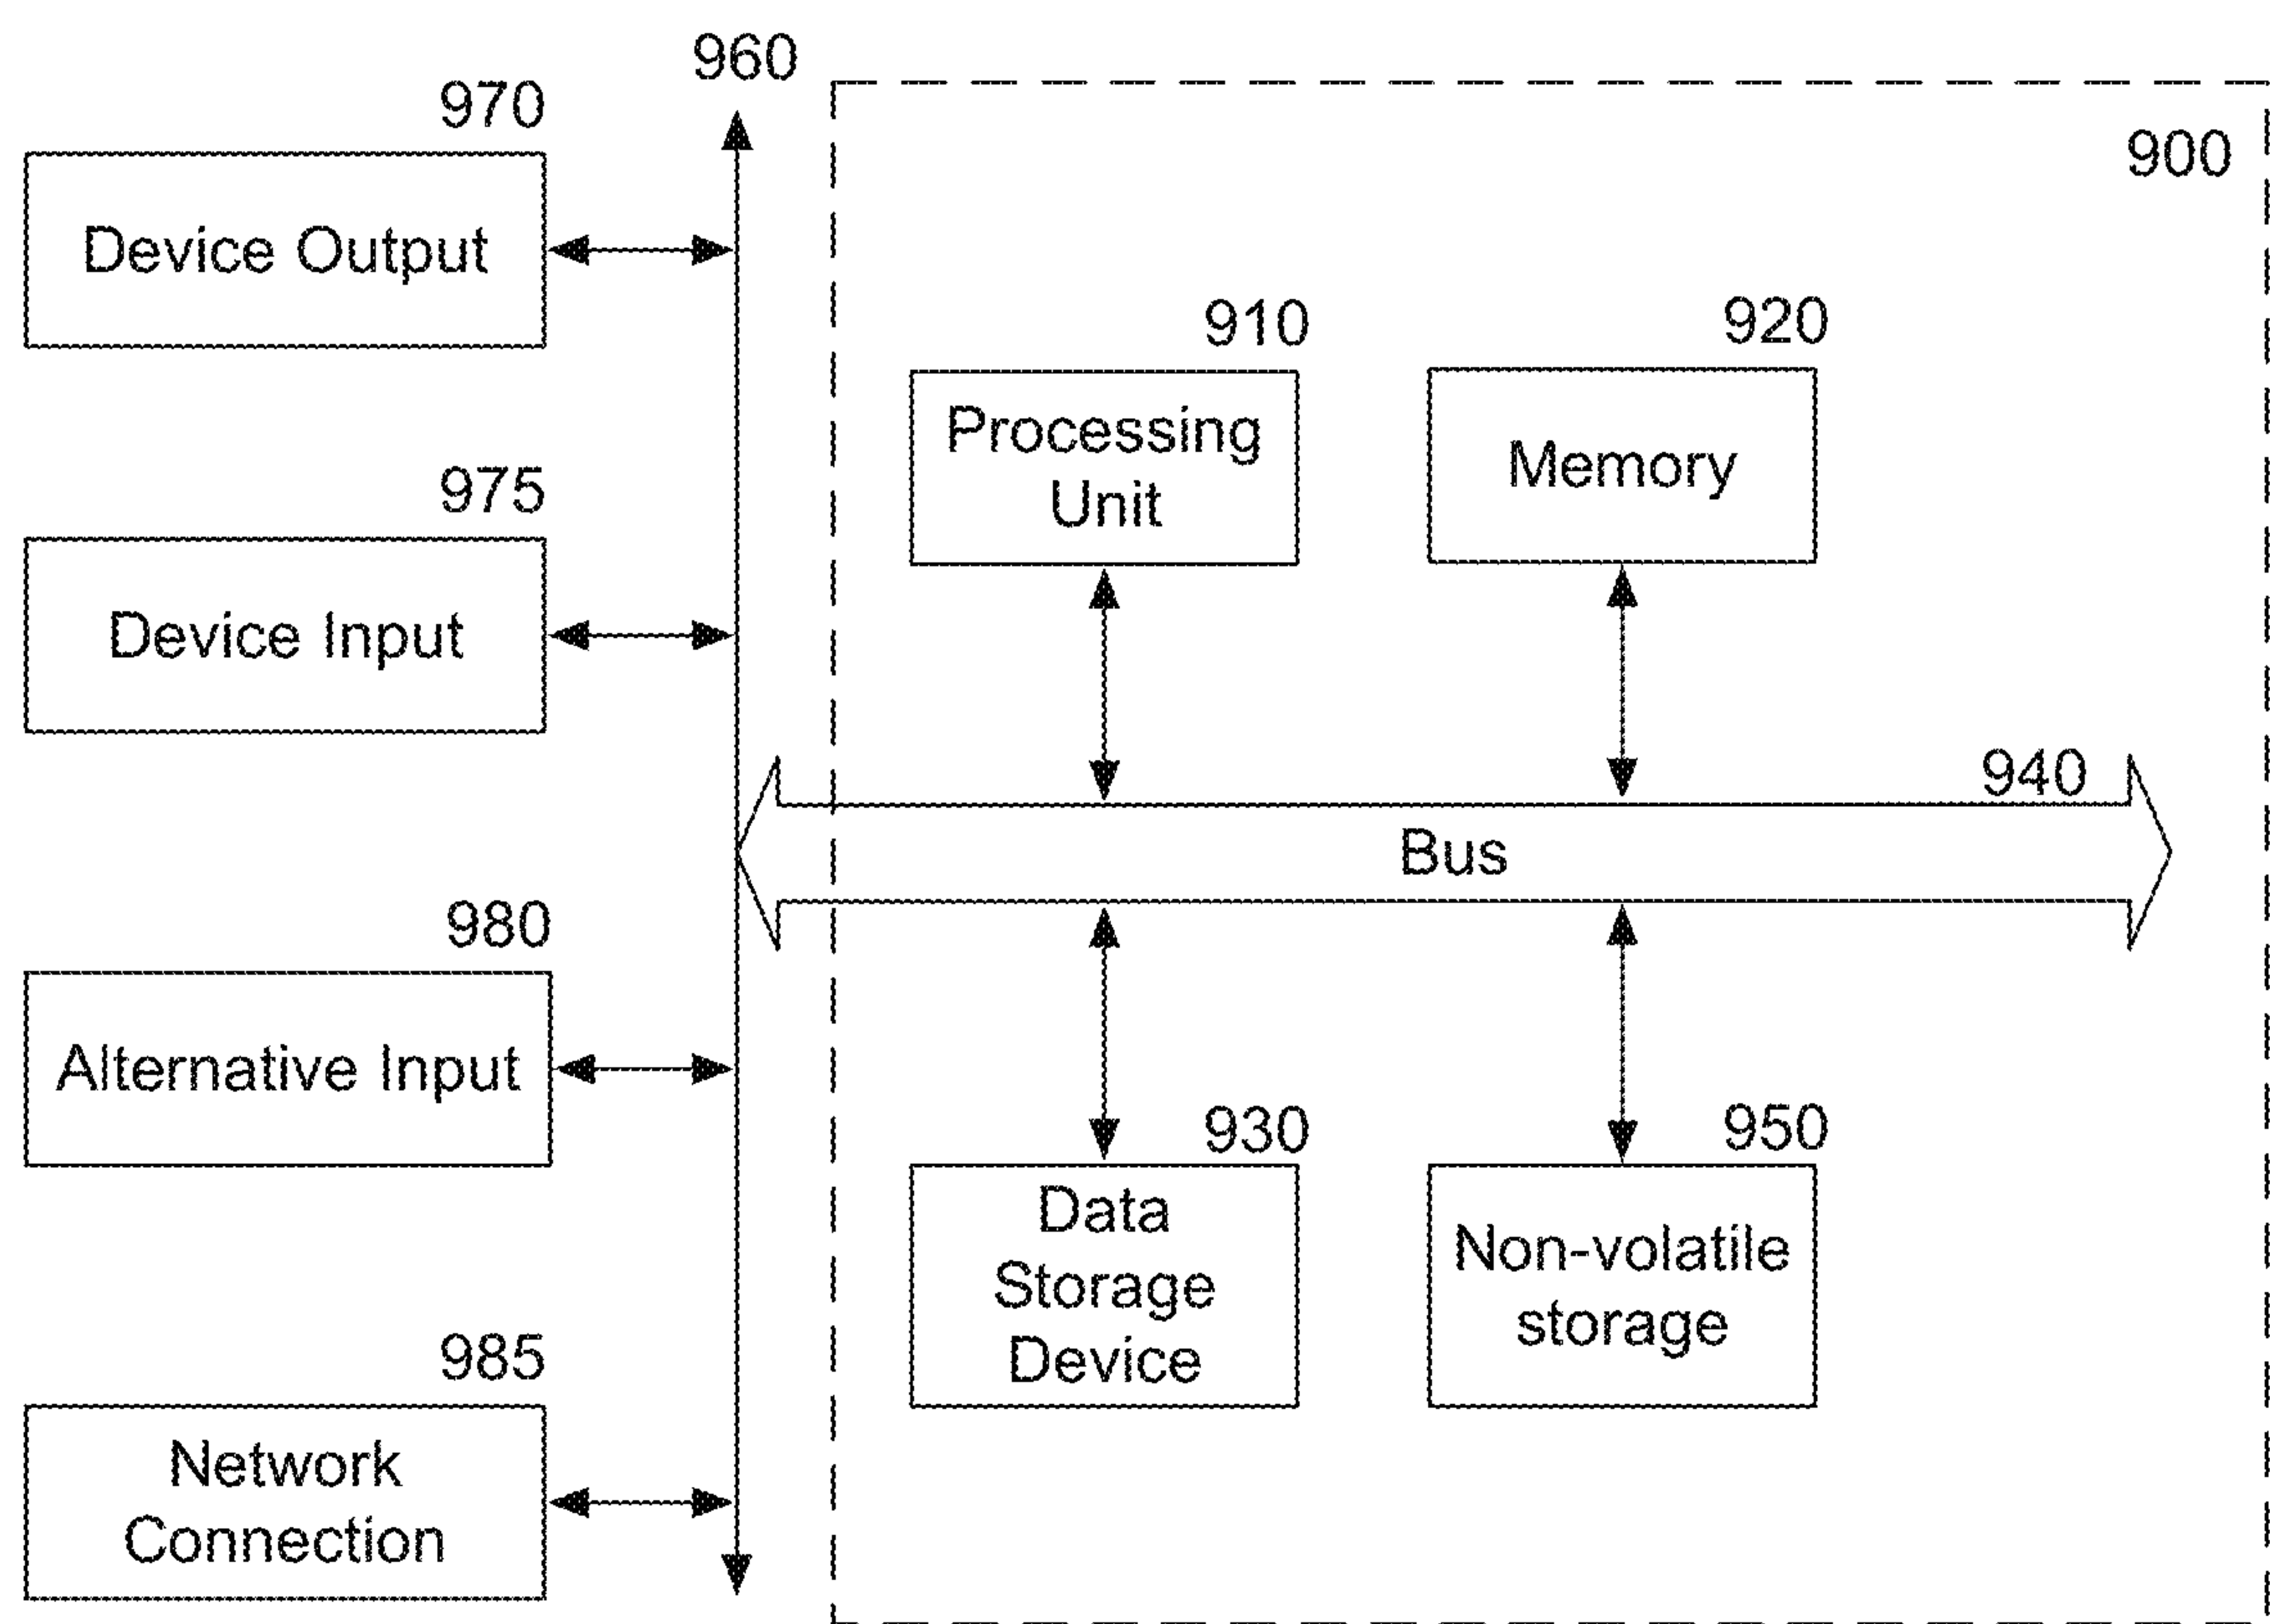 960
970
900
Device Output
910
920
Processing
Unit
Memory
975
Device Input
940
Bus
980
Alternative Input
930
950
Data
Storage
Device
Non-volatile
storage
985
Network
Connection